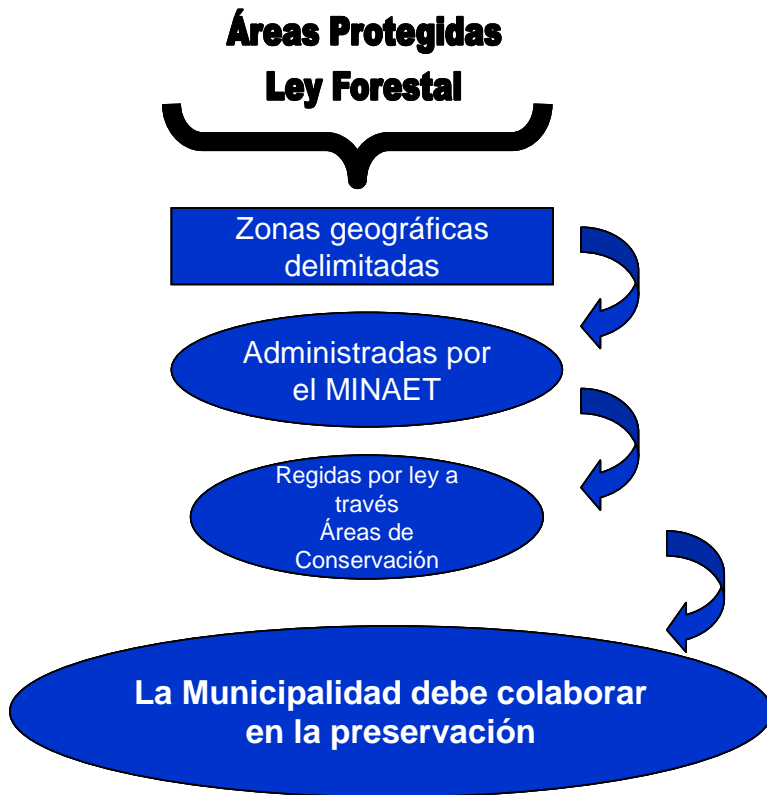 Áreas Protegidas
Ley Forestal
Zonas geográficas
delimitadas
Administradas por
el MINAET
Regidas por ley a
través
Áreas de
Conservación
La Municipalidad debe colaborar
en la preservación